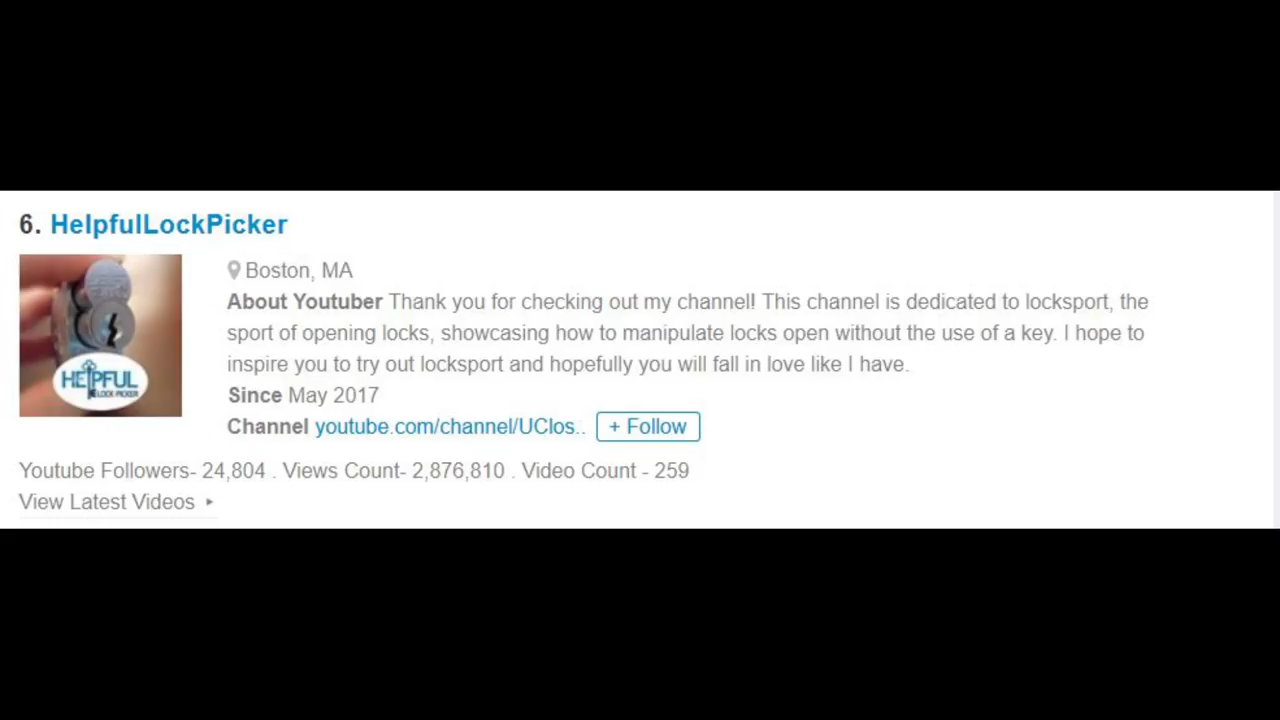 6. HelpfulLockPicker
HELPFUL
LOCK PICKER
Boston, MA
About Youtuber Thank you for checking out my channel! This channel is dedicated to locksport, the
sport of opening locks, showcasing how to manipulate locks open without the use of a key. I hope to
inspire you to try out locksport and hopefully you will fall in love like I have.
Since May 2017
Channel youtube.com/channel/UClos.. + Follow
Youtube Followers- 24,804 . Views Count- 2,876,810 . Video Count - 259
View Latest Videos ▸